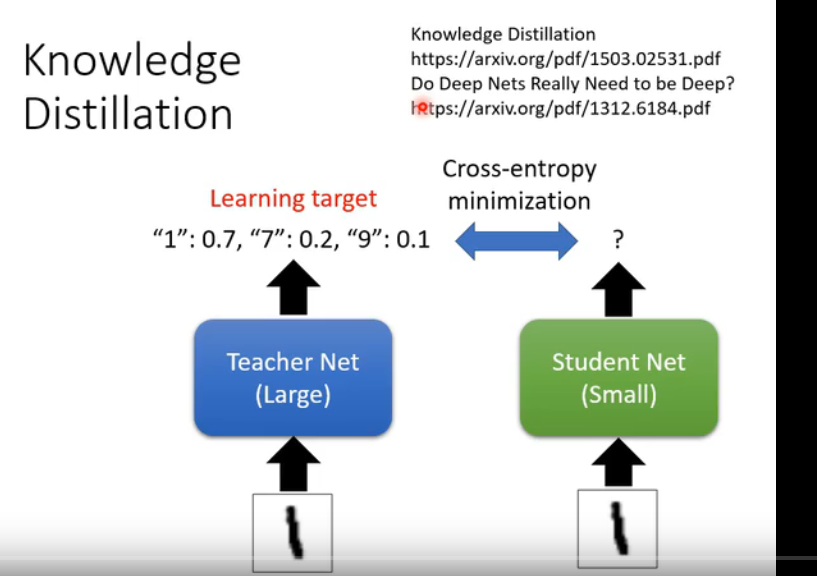 Knowledge
Distillation
Knowledge Distillation
https://arxiv.org/pdf/1503.02531.pdf
Do Deep Nets Really Need to be Deep?
https://arxiv.org/pdf/1312.6184.pdf
Cross-entropy
minimization
Learning target
“1”: 0.7, “7”: 0.2, “9”: 0.1
?
Teacher Net
(Large)
Student Net
(Small)